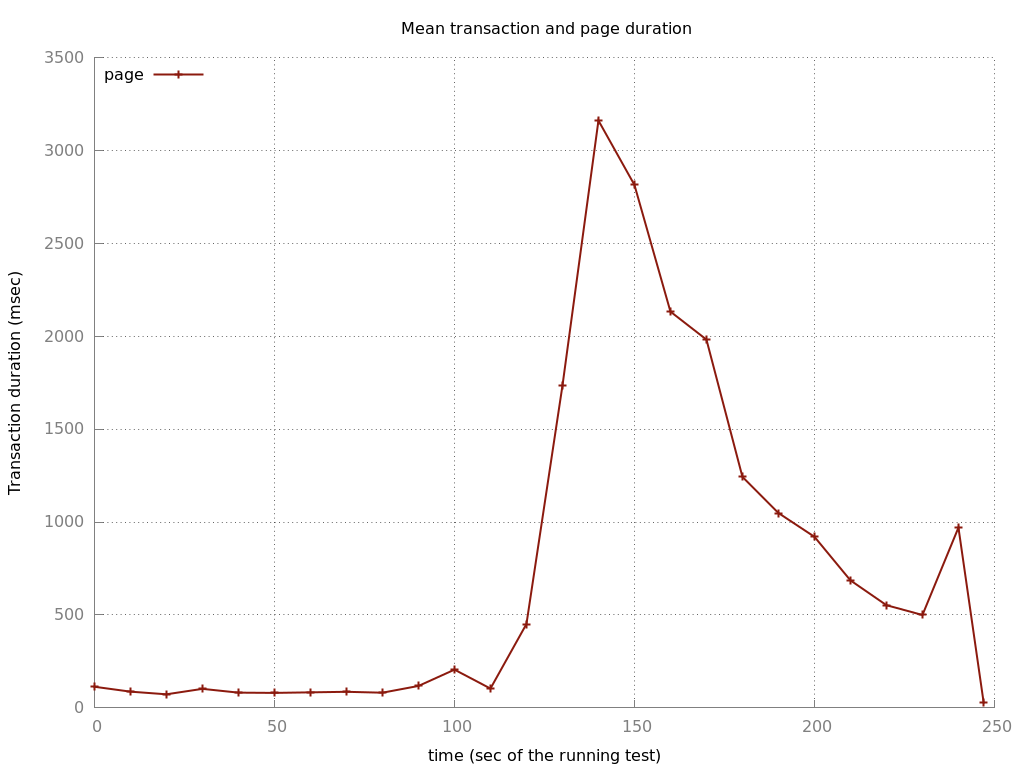 Mean transaction and page duration
3500
page
3000
2500
2000
1500
1000
500
0
Transaction duration (msec)
0 50 100 150 200 250
time (sec of the running test)